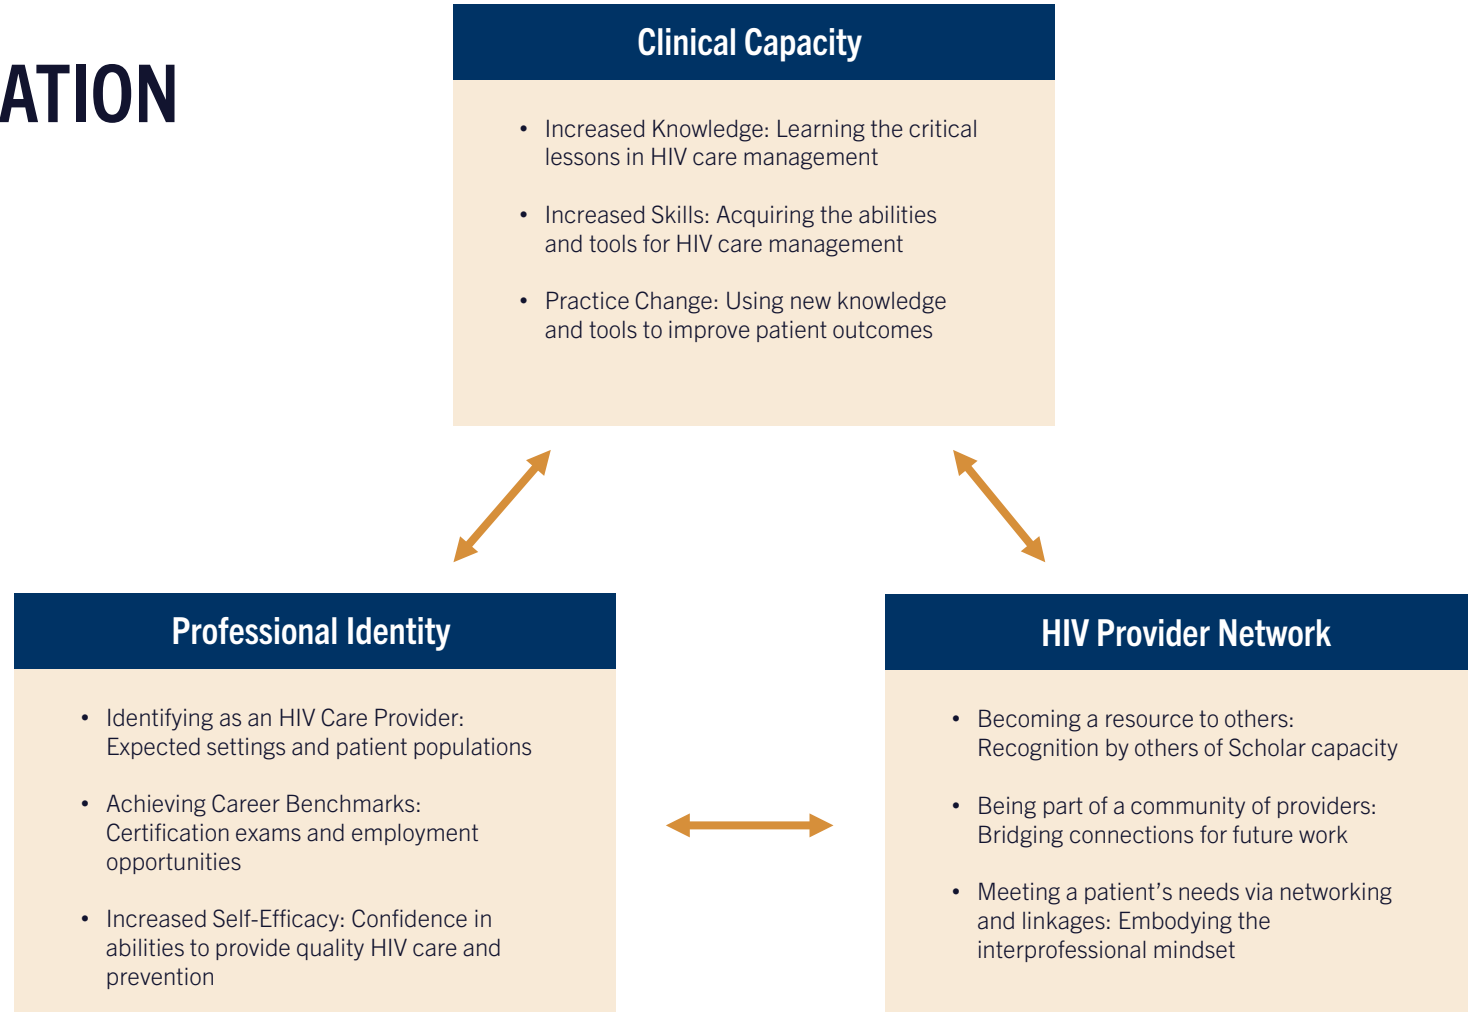 ATION
Clinical Capacity
• Increased Knowledge: Learning the critical
lessons in HIV care management
• Increased Skills: Acquiring the abilities
and tools for HIV care management
• Practice Change: Using new knowledge
and tools to improve patient outcomes
Professional Identity
• Identifying as an HIV Care Provider:
Expected settings and patient populations
• Achieving Career Benchmarks:
Certification exams and employment
opportunities
• Increased Self-Efficacy: Confidence in
abilities to provide quality HIV care and
prevention
HIV Provider Network
• Becoming a resource to others:
Recognition by others of Scholar capacity
• Being part of a community of providers:
Bridging connections for future work
• Meeting a patient’s needs via networking
and linkages: Embodying the
interprofessional mindset